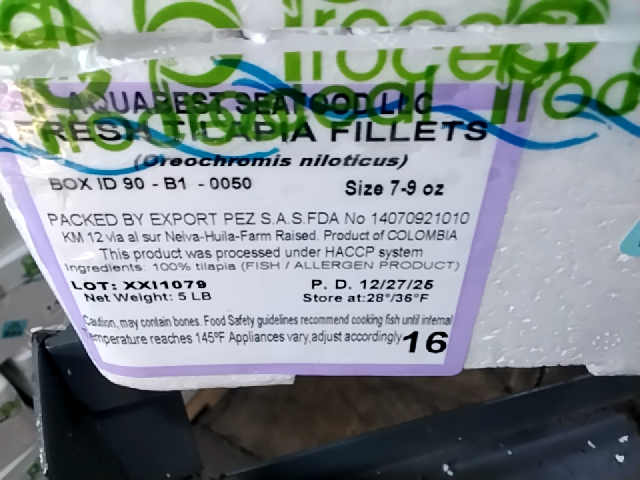 AQUABEST SEAFOOD LLC
FRESH TILAPIA FILLETS
(Oreochromis niloticus)
BOX ID 90 - B1 - 0050
Size 7-9 oz
PACKED BY EXPORT PEZ S.A.S.FDA No 14070921010
KM 12 via al sur Neiva-Huila-Farm Raised. Product of COLOMBIA
This product was processed under HACCP system
Ingredients: 100% tilapia (FISH / ALLERGEN PRODUCT)
LOT: XXI1079
P. D. 12/27/25
Net Weight: 5 LB
Store at:28°/36°F
Caution, may contain bones. Food Safety guidelines recommend cooking fish until internal
Temperature reaches 145ºF Appliances vary,adjust accordingly
16